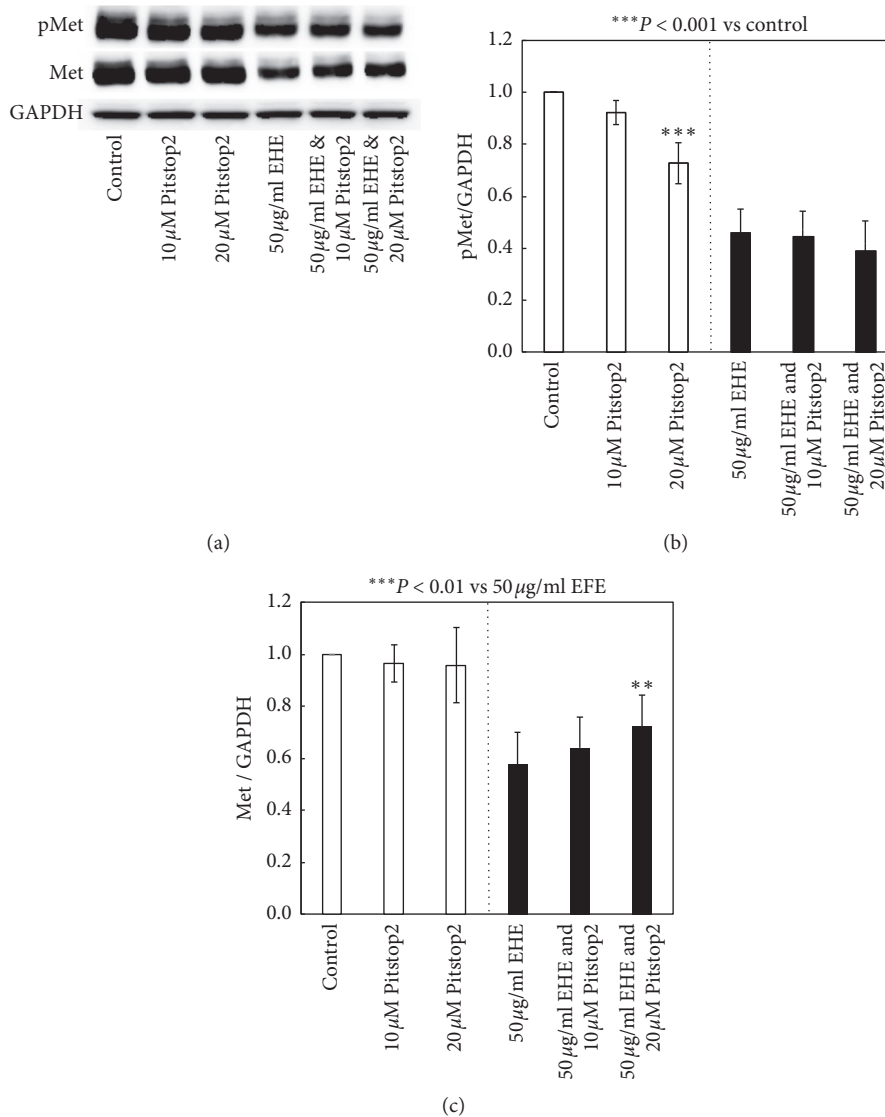 pMet
Met
GAPDH
Control
10 μM Pitstop2
20 μM Pitstop2
50 μg/ml EHE
50 μg/ml EHE &
10 μM Pitstop2
50 μg/ml EHE &
20 μM Pitstop2
(a)
***P < 0.001 vs control
pMet/GAPDH
1.2
1.0
0.8
0.6
0.4
0.2
0.0
***
Control
10 μM Pitstop2
20 μM Pitstop2
50 μg/ml EHE
50 μg/ml EHE and
10 μM Pitstop2
50 μg/ml EHE and
20 μM Pitstop2
(b)
***P < 0.01 vs 50 μg/ml EFE
Met / GAPDH
1.2
1.0
0.8
0.6
0.4
0.2
0.0
**
Control
10 μM Pitstop2
20 μM Pitstop2
50 μg/ml EHE
50 μg/ml EHE and
10 μM Pitstop2
50 μg/ml EHE and
20 μM Pitstop2
(c)